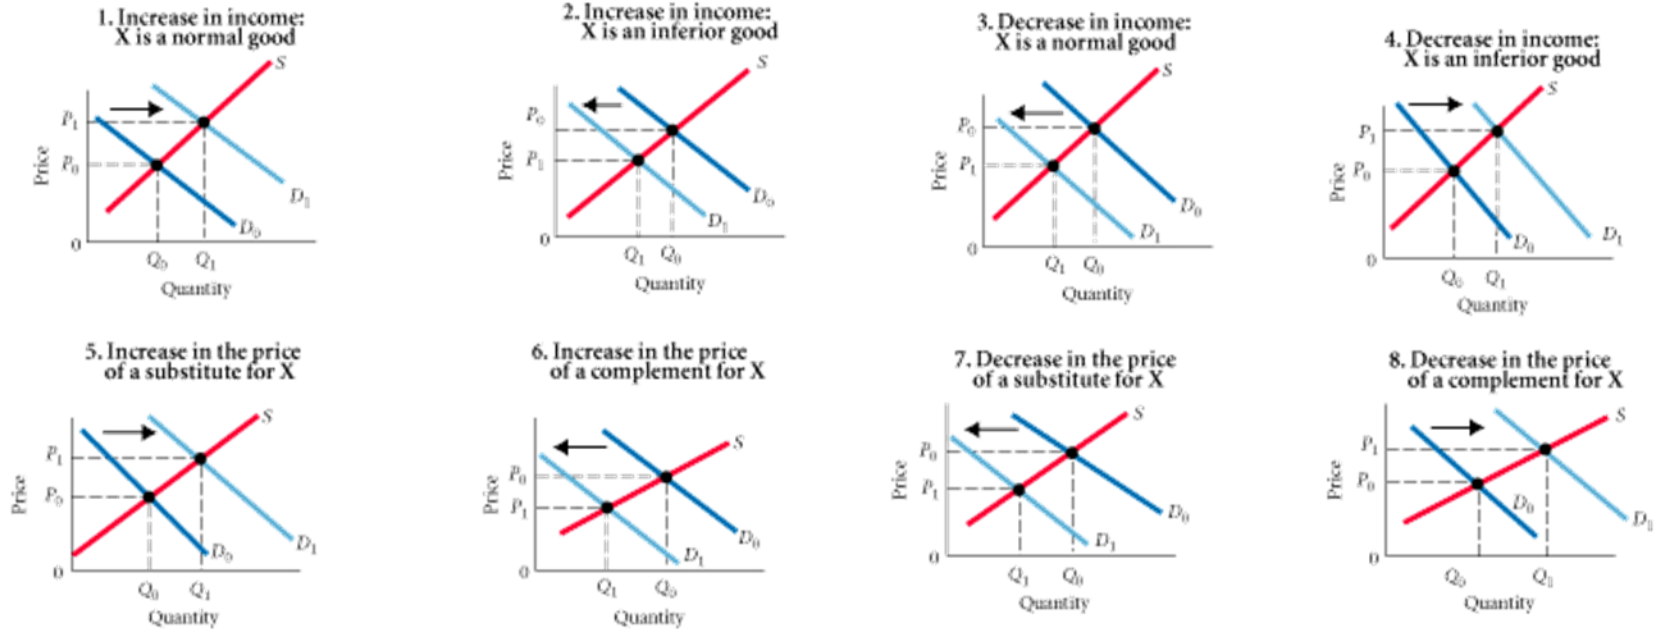 1. Increase in income:
X is a normal good
S
P₁
P₀
Price
D₁
D₀
0
Q₀ Q₁
Quantity
2. Increase in income:
X is an inferior good
S
P₀
P₁
Price
D₀
D₁
0
Q₁ Q₀
Quantity
3. Decrease in income:
X is a normal good
S
P₀
P₁
Price
D₀
D₁
0
Q₁ Q₀
Quantity
4. Decrease in income:
X is an inferior good
S
P₁
P₀
Price
D₀
D₁
0
Q₀ Q₁
Quantity
5. Increase in the price
of a substitute for X
S
P₁
P₀
Price
D₀
D₁
0
Q₀ Q₁
Quantity
6. Increase in the price
of a complement for X
S
P₀
P₁
Price
D₀
D₁
0
Q₁ Q₀
Quantity
7. Decrease in the price
of a substitute for X
S
P₀
P₁
Price
D₀
D₁
0
Q₁ Q₀
Quantity
8. Decrease in the price
of a complement for X
S
P₁
P₀
Price
D₀
D₁
0
Q₀ Q₁
Quantity